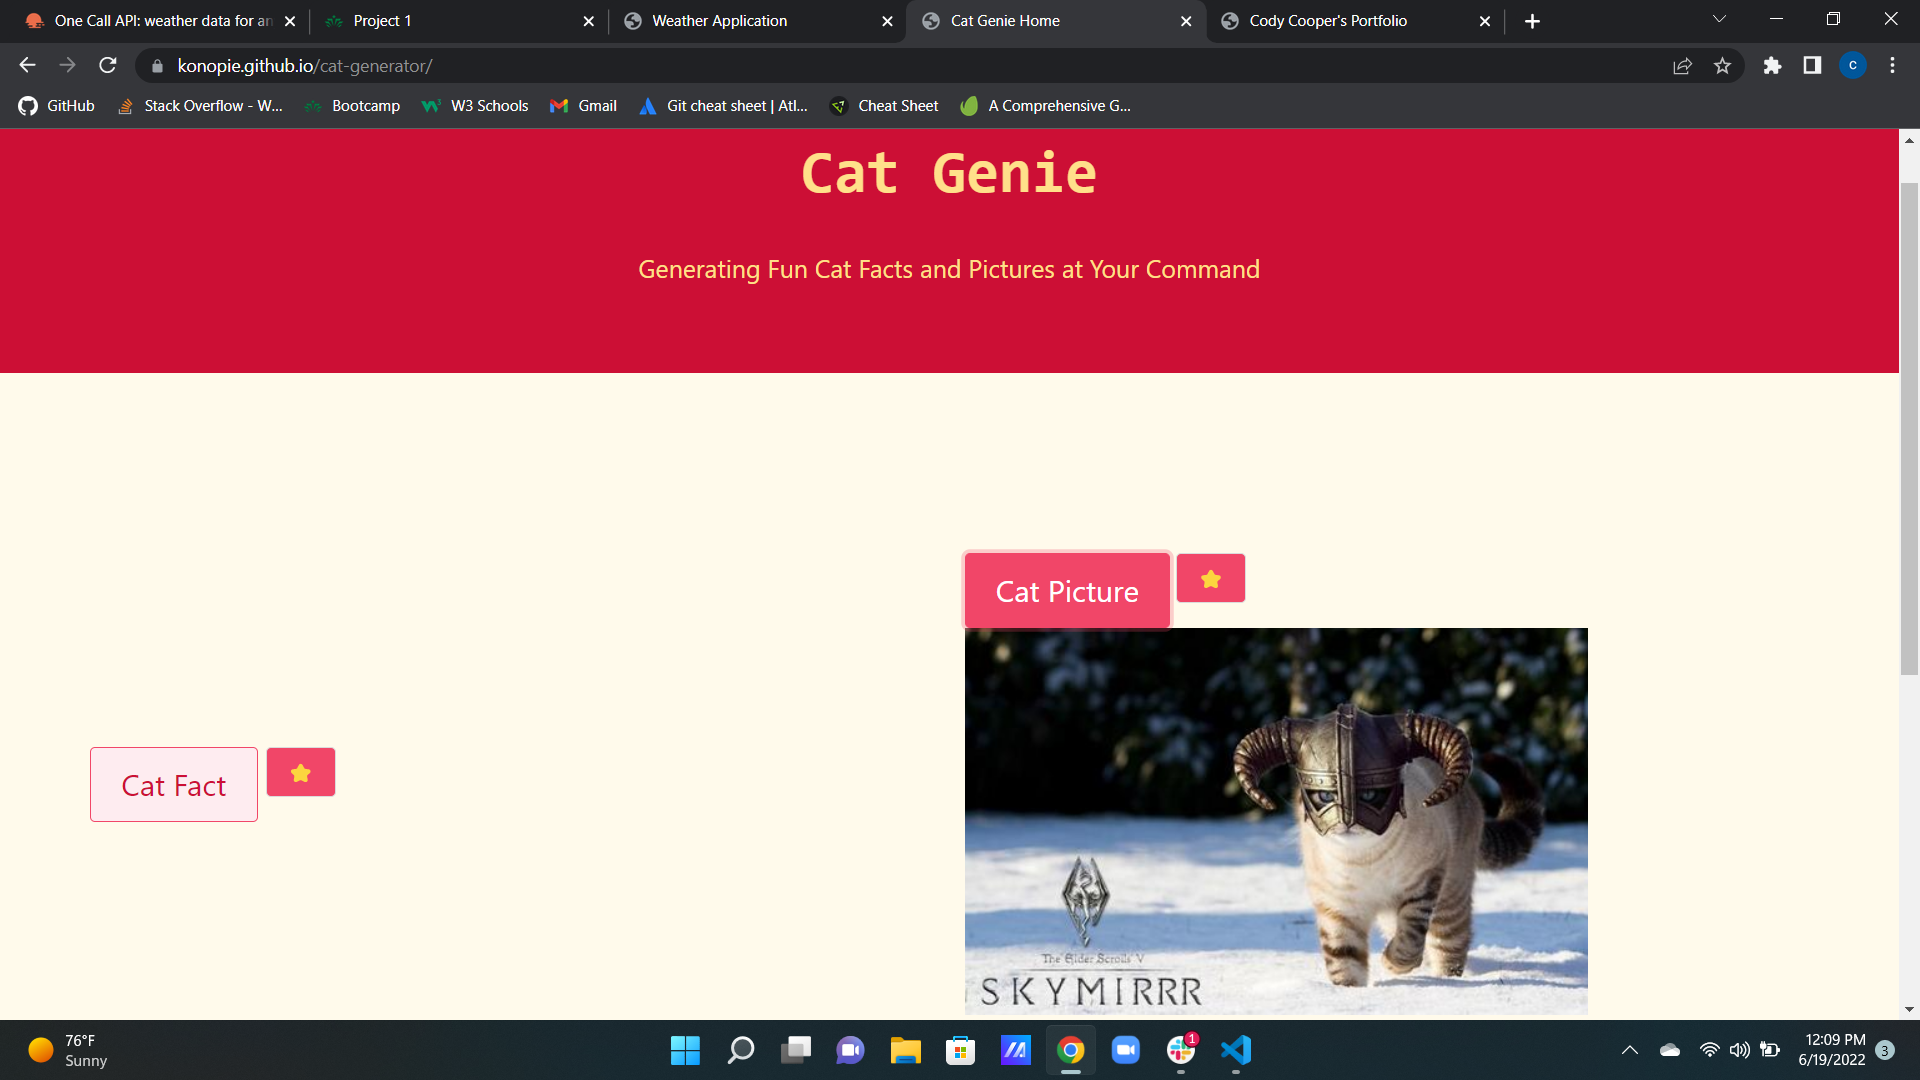 One Call API: weather data for an
Project 1
Weather Application
Cat Genie Home
Cody Cooper's Portfolio
konopie.github.io/cat-generator/
C
GitHub
Stack Overflow - W...
Bootcamp
W3 Schools
Gmail
Git cheat sheet | Atl...
Cheat Sheet
A Comprehensive G...
Cat Genie
Generating Fun Cat Facts and Pictures at Your Command
Cat Picture
Cat Fact
The Elder Scrolls V
SKYMIRRR
76°F
Sunny
1
12:09 PM
6/19/2022
3